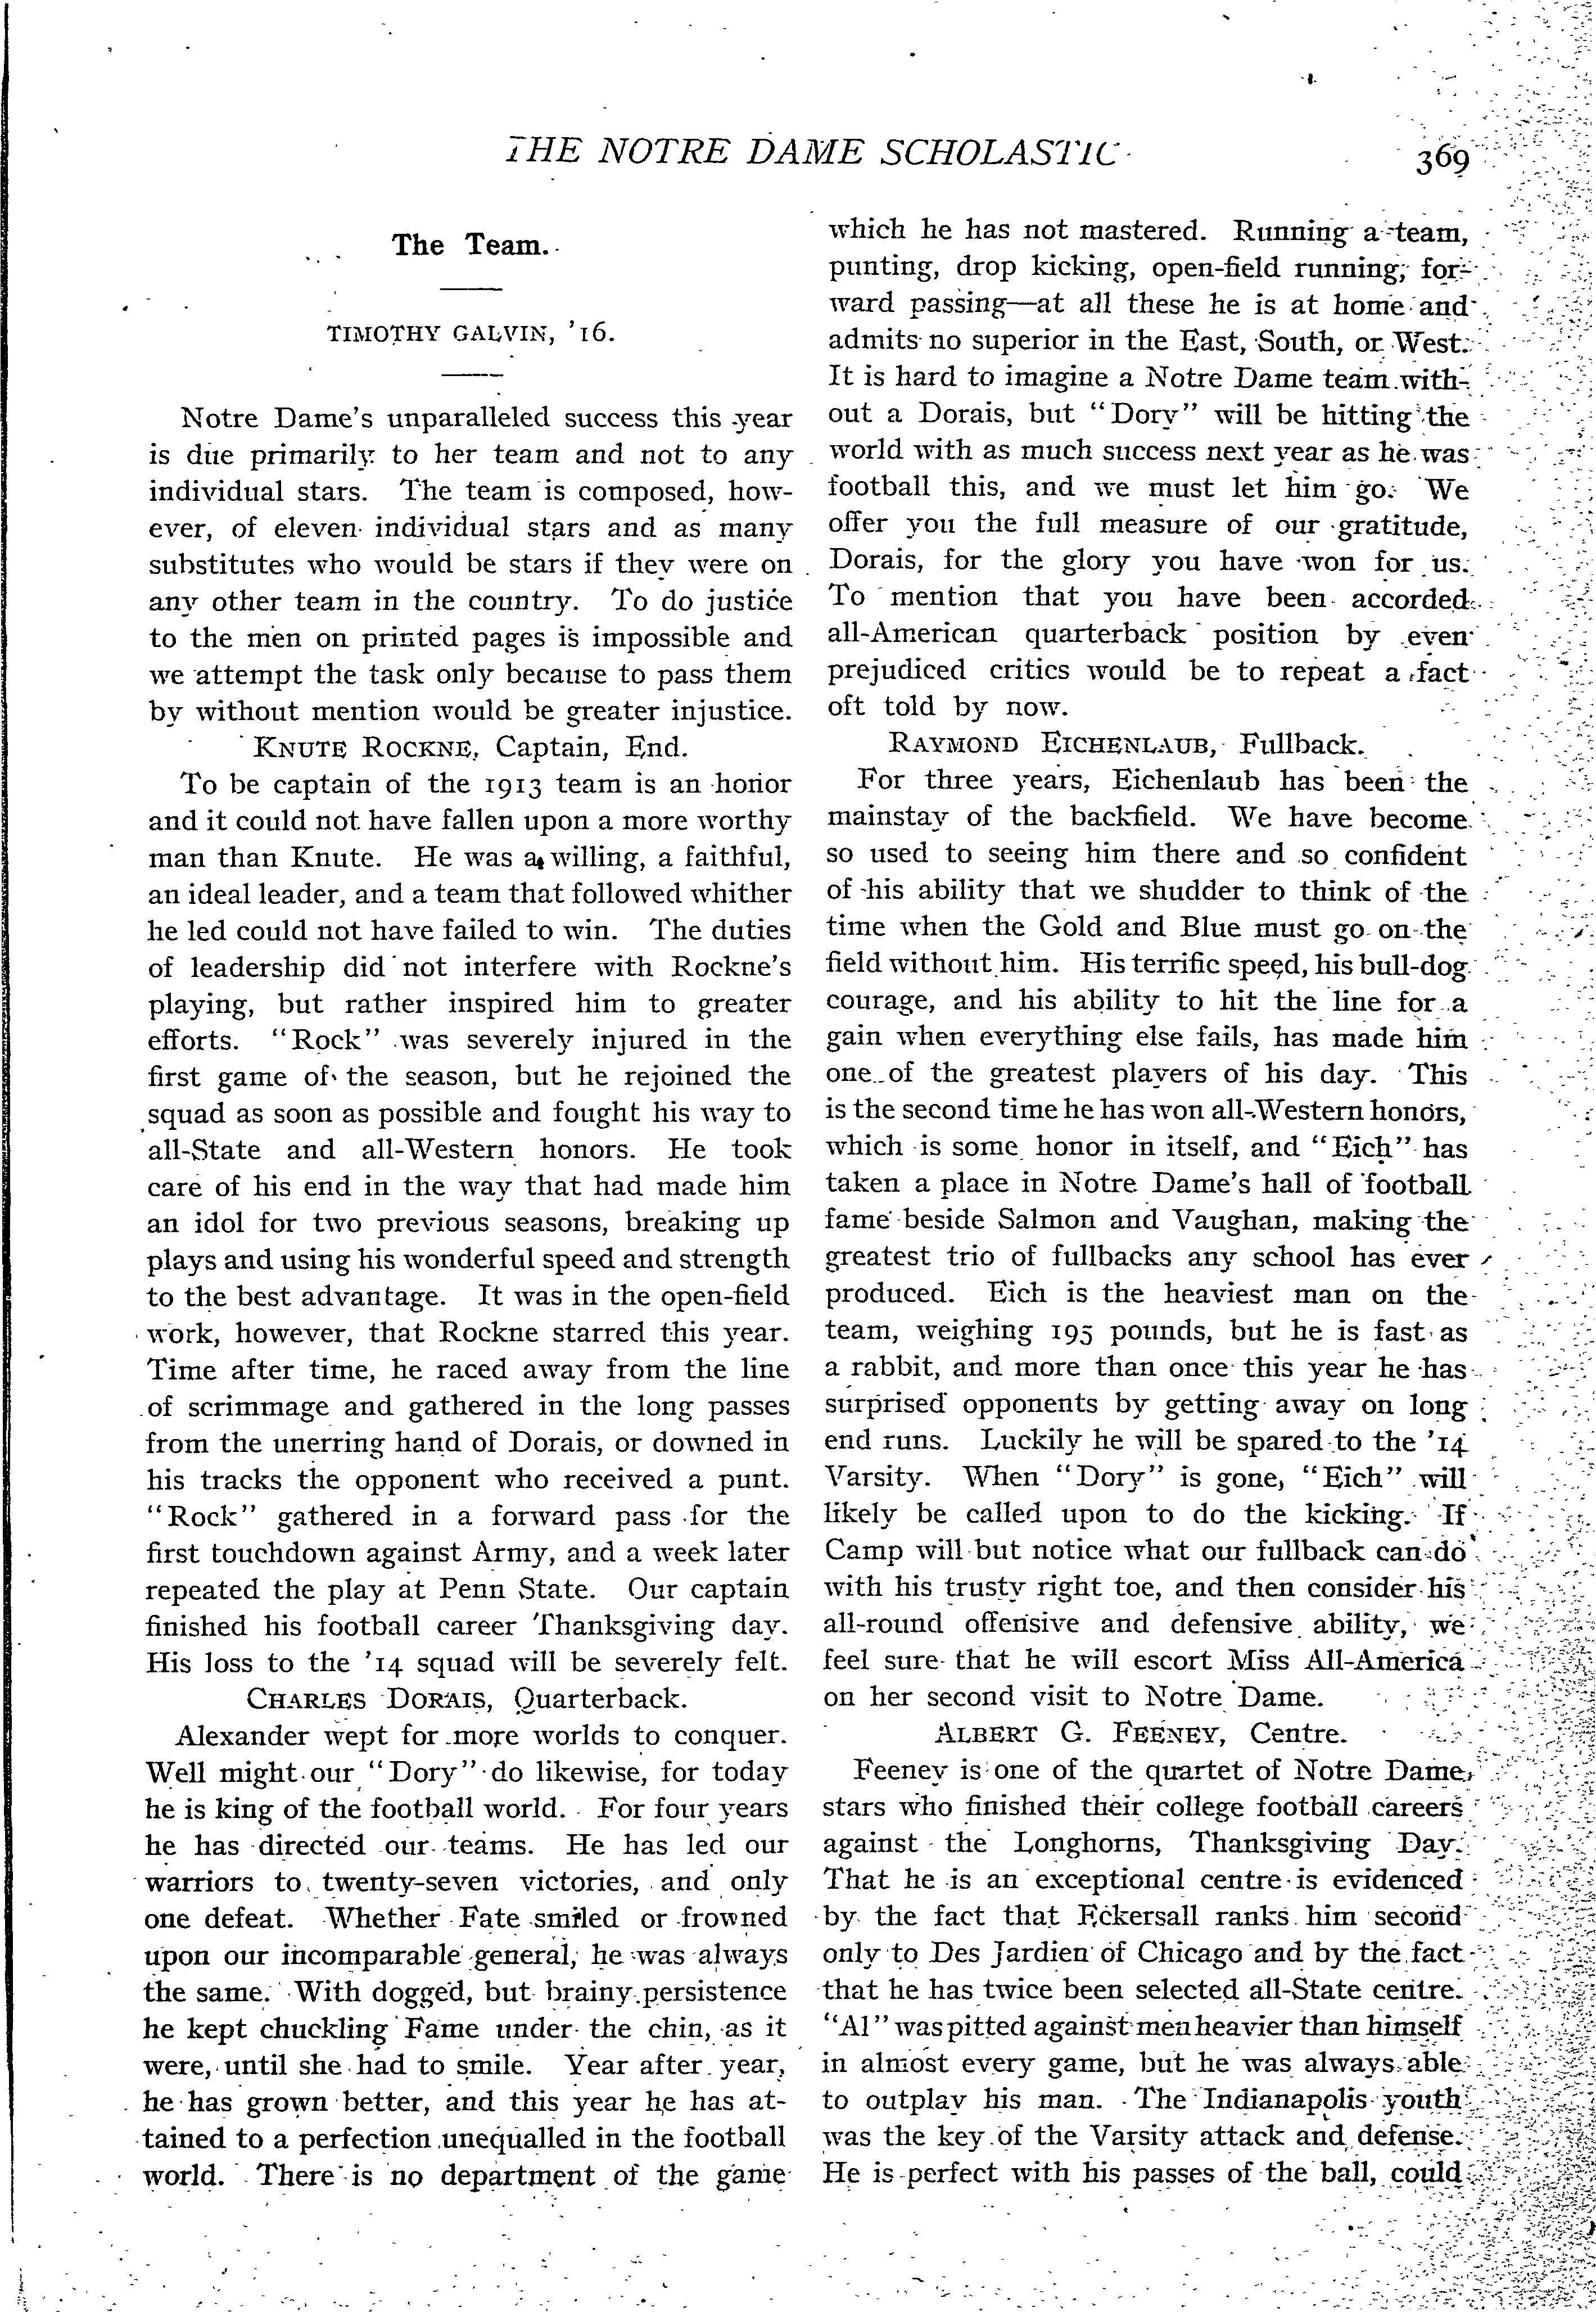 THE NOTRE DAME SCHOLASTIC
369
The Team.
TIMOTHY GALVIN, '16.
Notre Dame's unparalleled success this year
is due primarily to her team and not to any
individual stars. The team is composed, how-
ever, of eleven individual stars and as many
substitutes who would be stars if they were on
any other team in the country. To do justice
to the men on printed pages is impossible and
we attempt the task only because to pass them
by without mention would be greater injustice.
KNUTE ROCKNE, Captain, End.
To be captain of the 1913 team is an honor
and it could not have fallen upon a more worthy
man than Knute. He was a willing, a faithful,
an ideal leader, and a team that followed whither
he led could not have failed to win. The duties
of leadership did not interfere with Rockne's
playing, but rather inspired him to greater
efforts. "Rock" was severely injured in the
first game of the season, but he rejoined the
squad as soon as possible and fought his way to
all-State and all-Western honors. He took
care of his end in the way that had made him
an idol for two previous seasons, breaking up
plays and using his wonderful speed and strength
to the best advantage. It was in the open-field
work, however, that Rockne starred this year.
Time after time, he raced away from the line
of scrimmage and gathered in the long passes
from the unerring hand of Dorais, or downed in
his tracks the opponent who received a punt.
"Rock" gathered in a forward pass for the
first touchdown against Army, and a week later
repeated the play at Penn State. Our captain
finished his football career Thanksgiving day.
His loss to the '14 squad will be severely felt.
CHARLES DORAIS, Quarterback.
Alexander wept for more worlds to conquer.
Well might our "Dory" do likewise, for today
he is king of the football world. For four years
he has directed our teams. He has led our
warriors to twenty-seven victories, and only
one defeat. Whether Fate smiled or frowned
upon our incomparable general, he was always
the same. With dogged, but brainy persistence
he kept chuckling Fame under the chin, as it
were, until she had to smile. Year after year,
he has grown better, and this year he has at-
tained to a perfection unequalled in the football
world. There is no department of the game
which he has not mastered. Running a team,
punting, drop kicking, open-field running, for-
ward passing—at all these he is at home and
admits no superior in the East, South, or West.
It is hard to imagine a Notre Dame team with-
out a Dorais, but "Dory" will be hitting the
world with as much success next year as he was
football this, and we must let him go. We
offer you the full measure of our gratitude,
Dorais, for the glory you have won for us.
To mention that you have been accorded
all-American quarterback position by even
prejudiced critics would be to repeat a fact
oft told by now.
RAYMOND EICHENLAUB, Fullback.
For three years, Eichenlaub has been the
mainstay of the backfield. We have become
so used to seeing him there and so confident
of his ability that we shudder to think of the
time when the Gold and Blue must go on the
field without him. His terrific speed, his bull-dog
courage, and his ability to hit the line for a
gain when everything else fails, has made him
one of the greatest players of his day. This
is the second time he has won all-Western honors,
which is some honor in itself, and "Eich" has
taken a place in Notre Dame's hall of football
fame beside Salmon and Vaughan, making the
greatest trio of fullbacks any school has ever
produced. Eich is the heaviest man on the
team, weighing 195 pounds, but he is fast as
a rabbit, and more than once this year he has
surprised opponents by getting away on long
end runs. Luckily he will be spared to the '14
Varsity. When "Dory" is gone, "Eich" will
likely be called upon to do the kicking. If
Camp will but notice what our fullback can do
with his trusty right toe, and then consider his
all-round offensive and defensive ability, we
feel sure that he will escort Miss All-America
on her second visit to Notre Dame.
ALBERT G. FEENEY, Centre.
Feeney is one of the quartet of Notre Dame
stars who finished their college football careers
against the Longhorns, Thanksgiving Day.
That he is an exceptional centre is evidenced
by the fact that Eckersall ranks him second
only to Des Jardien of Chicago and by the fact
that he has twice been selected all-State centre.
"Al" was pitted against men heavier than himself
in almost every game, but he was always able
to outplay his man. The Indianapolis youth
was the key of the Varsity attack and defense.
He is perfect with his passes of the ball, could